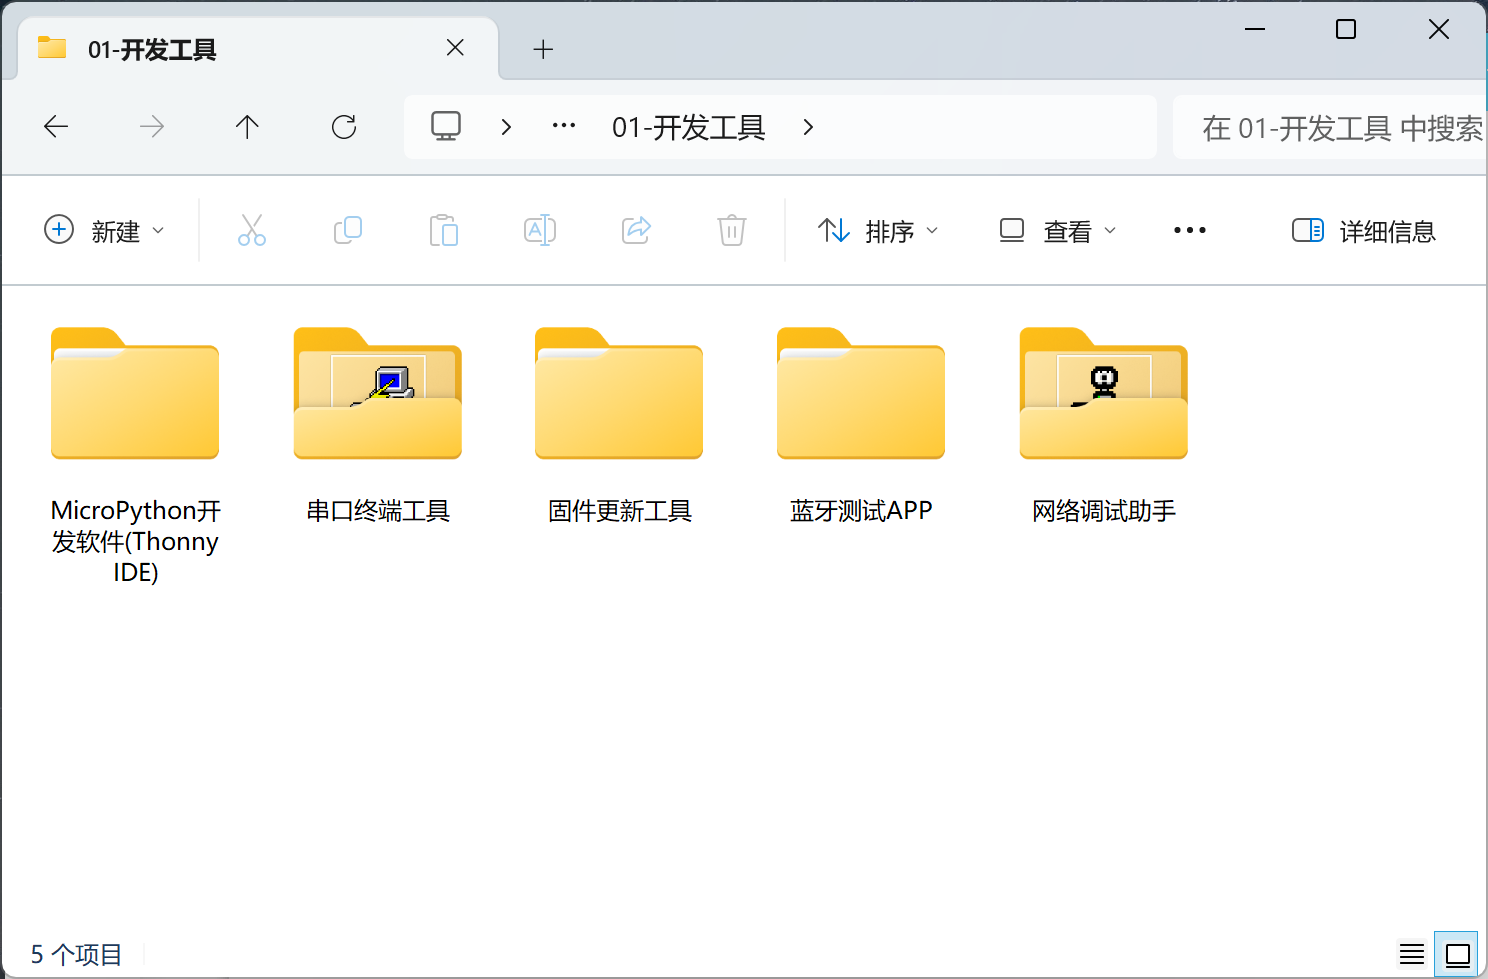 01-开发工具
01-开发工具
在 01-开发工具 中搜索
新建
排序
查看
详细信息
MicroPython开
发软件(Thonny
IDE)
串口终端工具
固件更新工具
蓝牙测试APP
网络调试助手
5 个项目